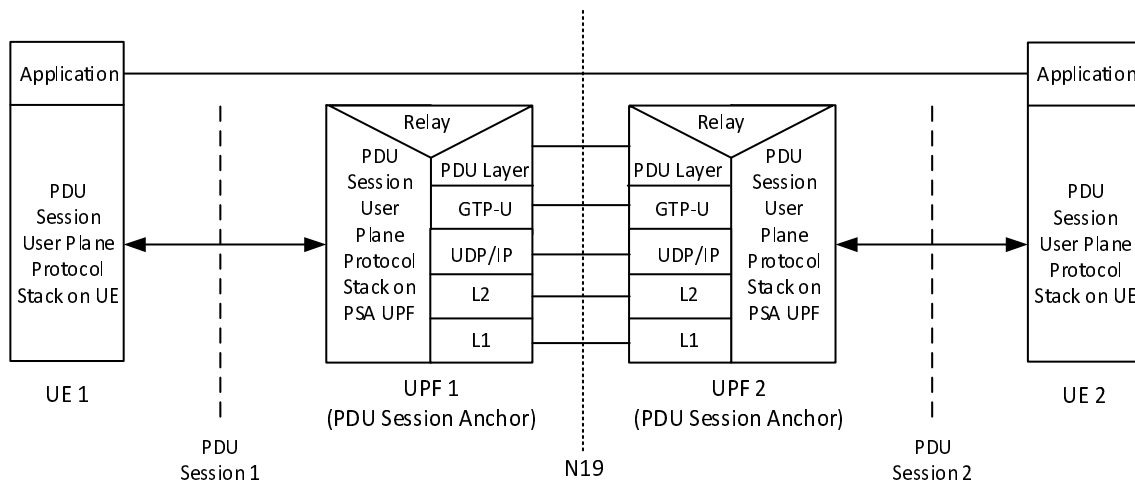 Application
PDU
Session
User Plane
Protocol
Stack on UE
UE 1
PDU
Session 1
Relay
PDU
Session
User
Plane
Protocol
Stack on
PSA UPF
PDU Layer
GTP-U
UDP/IP
L2
L1
UPF 1
(PDU Session Anchor)
N19
Relay
PDU Layer
GTP-U
UDP/IP
L2
L1
PDU
Session
User
Plane
Protocol
Stack on
PSA UPF
UPF 2
(PDU Session Anchor)
PDU
Session 2
Application
PDU
Session
User Plane
Protocol
Stack on UE
UE 2